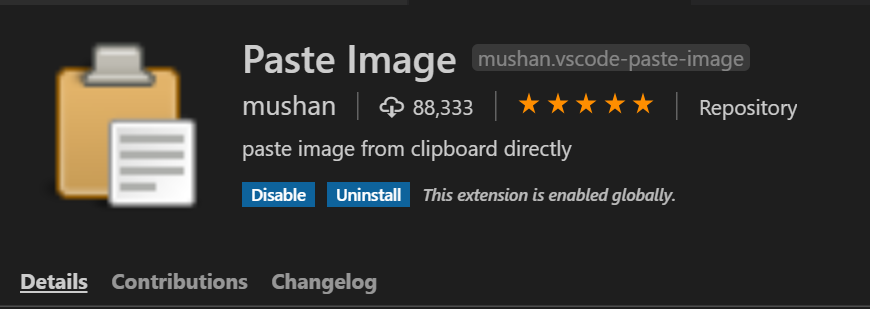 Paste Image mushan.vscode-paste-image
mushan 88,333 Repository
paste image from clipboard directly
Disable Uninstall This extension is enabled globally.
Details Contributions Changelog